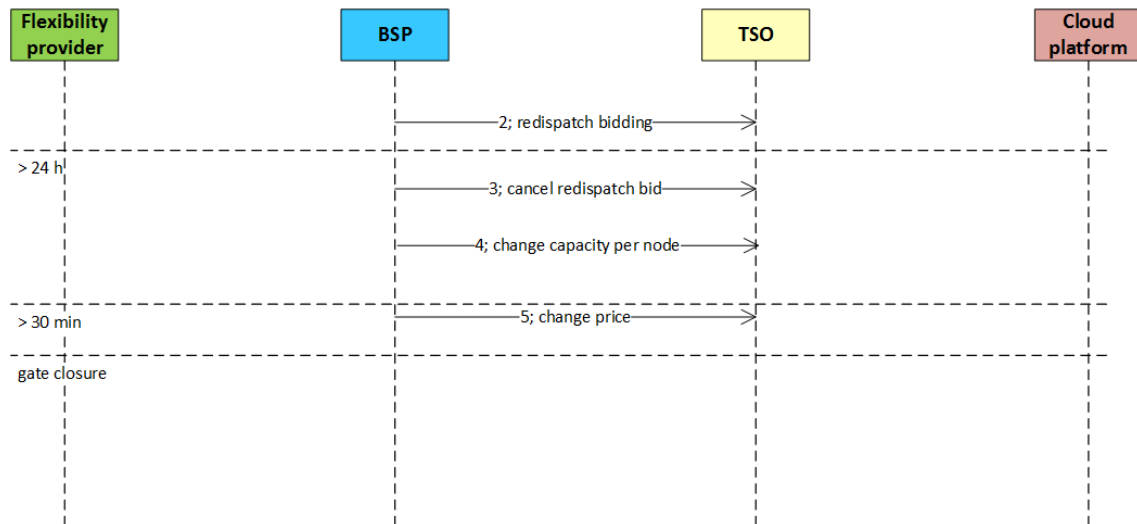 Flexibility
provider
BSP
TSO
Cloud
platform
2; redispatch bidding
> 24 h
3; cancel redispatch bid
4; change capacity per node
> 30 min
5; change price
gate closure